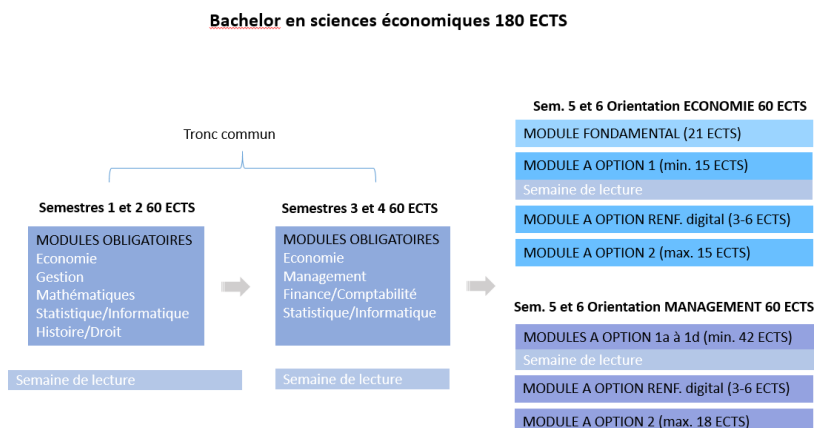 Bachelor en sciences économiques 180 ECTS
Tronc commun
Semestres 1 et 2 60 ECTS
MODULES OBLIGATOIRES
Economie
Gestion
Mathématiques
Statistique/Informatique
Histoire/Droit
Semaine de lecture
Semestres 3 et 4 60 ECTS
MODULES OBLIGATOIRES
Economie
Management
Finance/Comptabilité
Statistique/Informatique
Semaine de lecture
Sem. 5 et 6 Orientation ECONOMIE 60 ECTS
MODULE FONDAMENTAL (21 ECTS)
MODULE A OPTION 1 (min. 15 ECTS)
Semaine de lecture
MODULE A OPTION RENF. digital (3-6 ECTS)
MODULE A OPTION 2 (max. 15 ECTS)
Sem. 5 et 6 Orientation MANAGEMENT 60 ECTS
MODULES A OPTION 1a à 1d (min. 42 ECTS)
Semaine de lecture
MODULE A OPTION RENF. digital (3-6 ECTS)
MODULE A OPTION 2 (max. 18 ECTS)